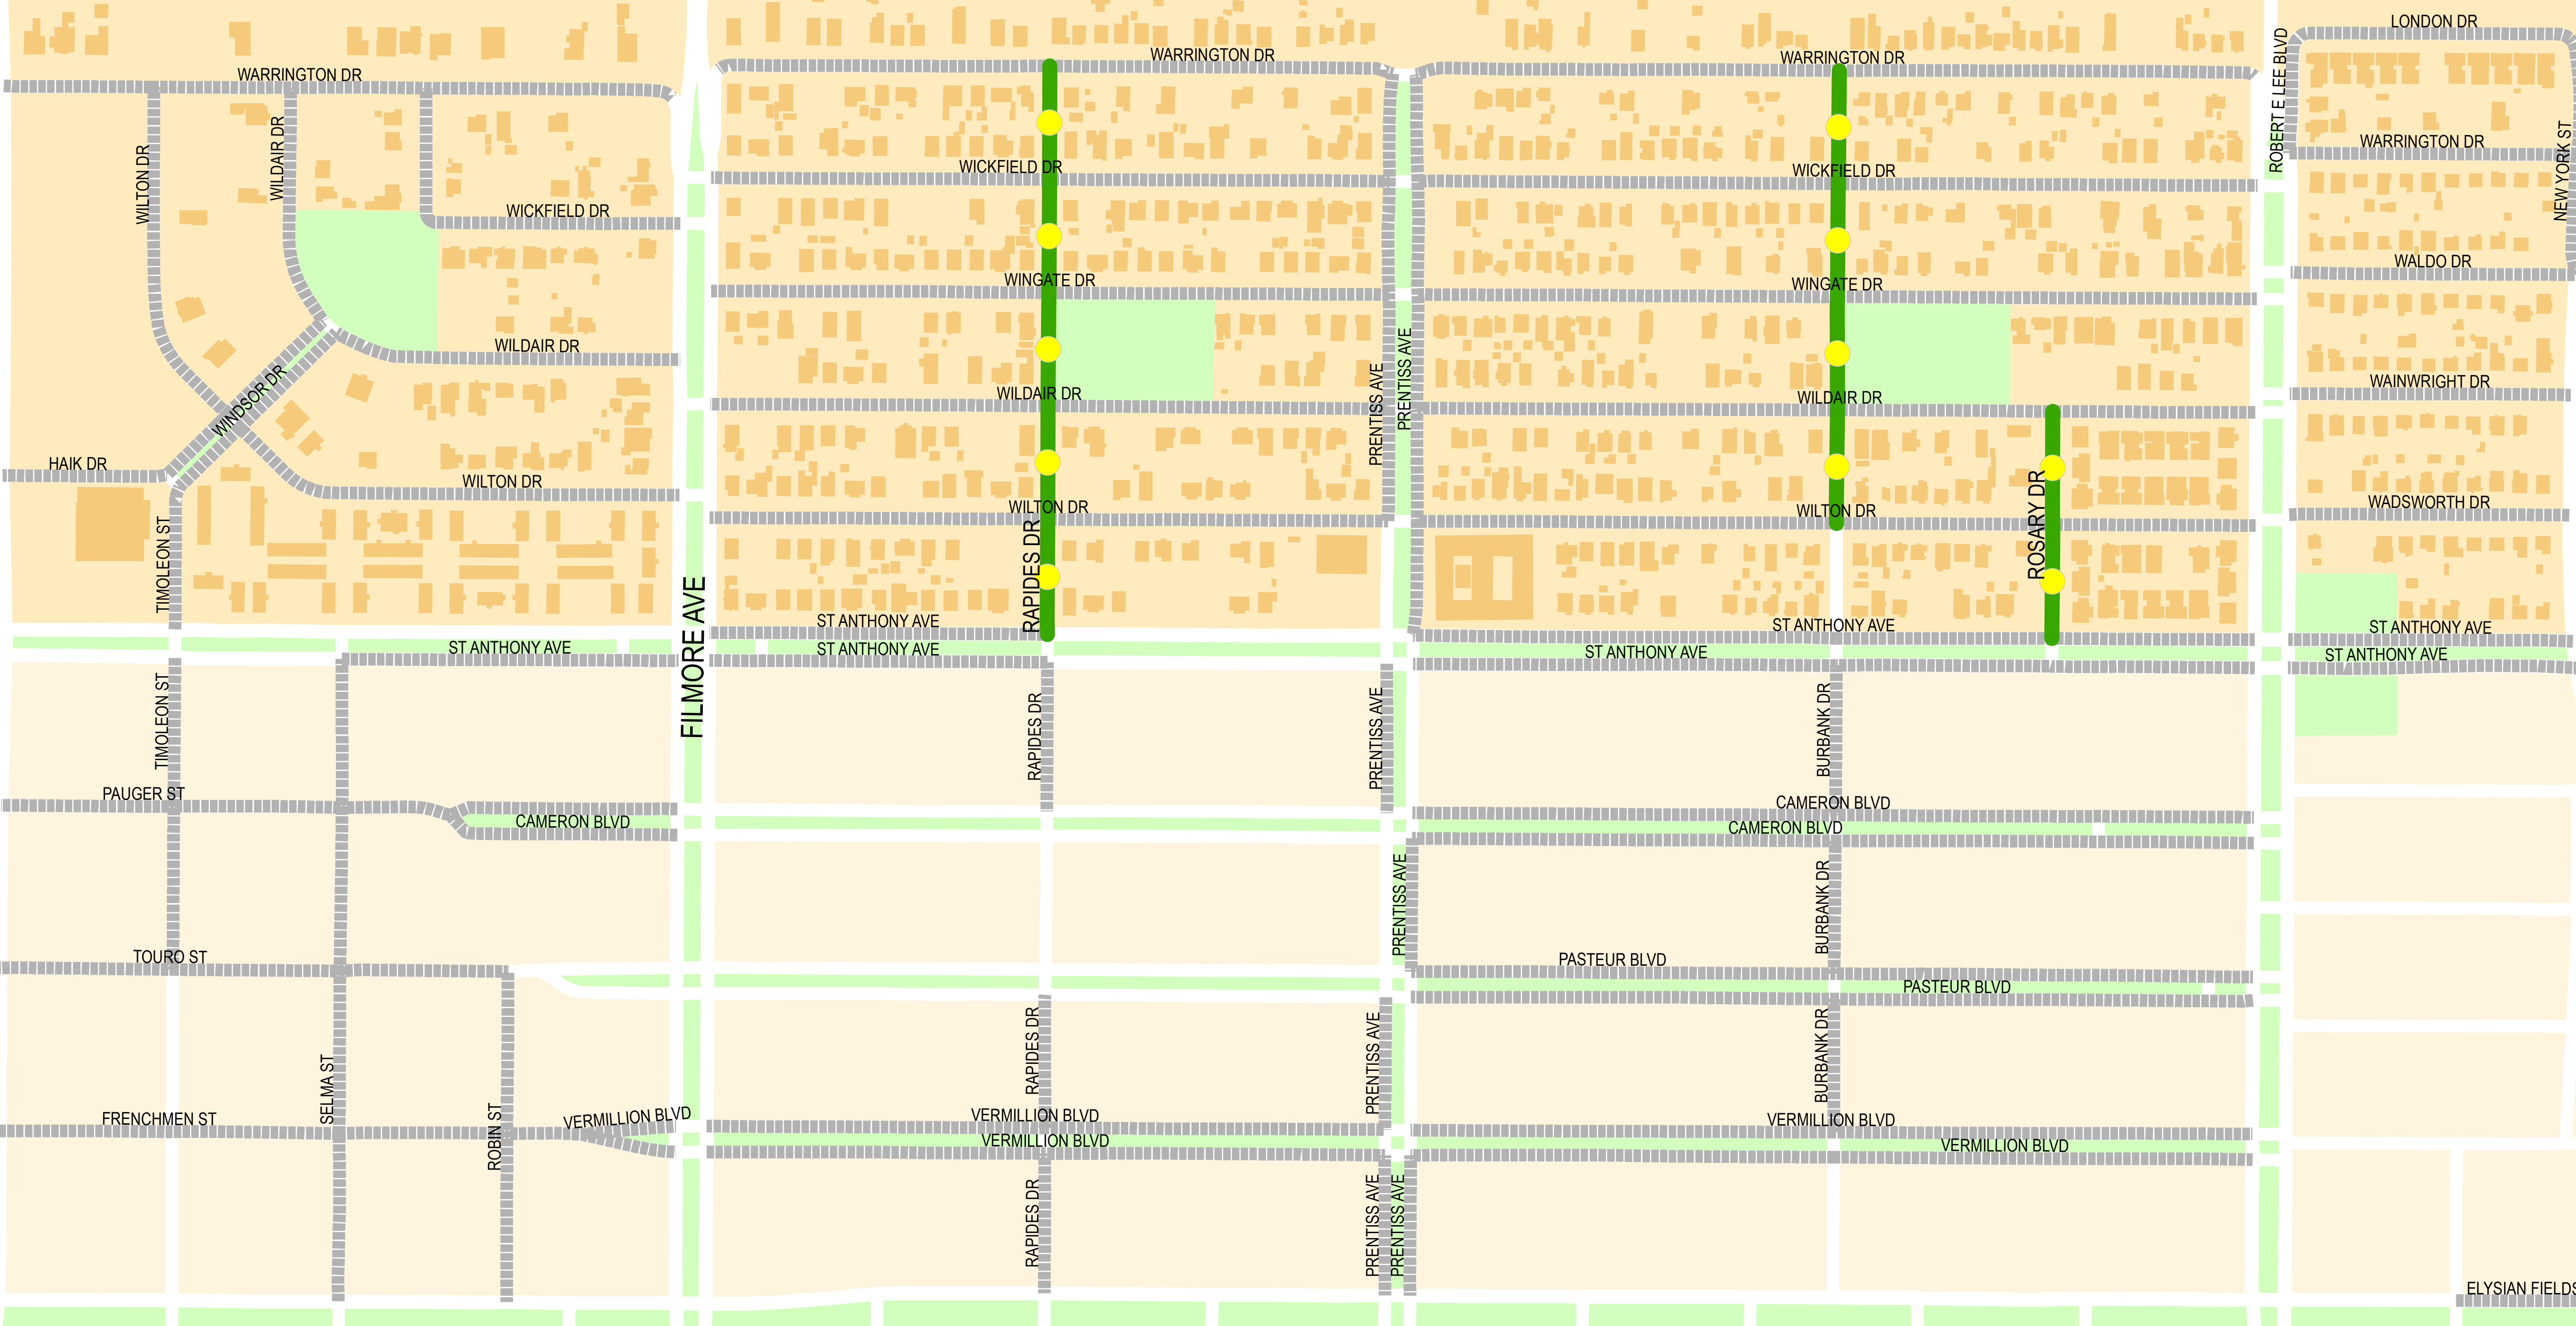 LONDON DR
WARRINGTON DR
WARRINGTON DR
WARRINGTON DR
ROBERT E LEE BLVD
WARRINGTON DR
WILTON DR
WILDAIR DR
WICKFIELD DR
WICKFIELD DR
NEW YORK ST
WICKFIELD DR
WALDO DR
WINGATE DR
WINGATE DR
WILDAIR DR
PRENTISS AVE
PRENTISS AVE
WAINWRIGHT DR
WILDAIR DR
WILDAIR DR
WINDSOR DR
HAIK DR
WILTON DR
WADSWORTH DR
WILTON DR
WILTON DR
TIMOLEON ST
RAPIDES DR
ROSARY DR
FILMORE AVE
ST ANTHONY AVE
ST ANTHONY AVE
ST ANTHONY AVE
ST ANTHONY AVE
ST ANTHONY AVE
ST ANTHONY AVE
ST ANTHONY AVE
TIMOLEON ST
RAPIDES DR
PRENTISS AVE
BURBANK DR
PAUGER ST
CAMERON BLVD
CAMERON BLVD
CAMERON BLVD
PRENTISS AVE
BURBANK DR
TOURO ST
PASTEUR BLVD
PASTEUR BLVD
SELMA ST
RAPIDES DR
PRENTISS AVE
BURBANK DR
FRENCHMEN ST
ROBIN ST
VERMILLION BLVD
VERMILLION BLVD
VERMILLION BLVD
VERMILLION BLVD
VERMILLION BLVD
RAPIDES DR
PRENTISS AVE
PRENTISS AVE
ELYSIAN FIELDS